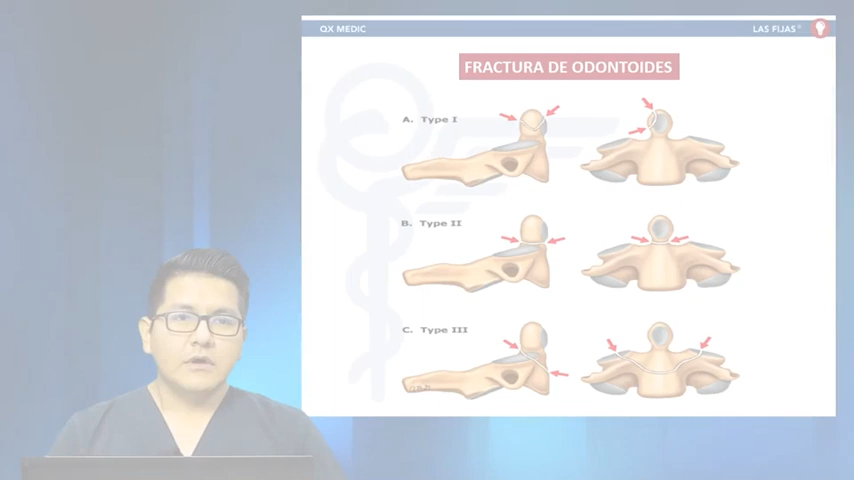 QX MEDIC
LAS FIJAS®
FRACTURA DE ODONTOIDES
A. Type I
B. Type II
C. Type III